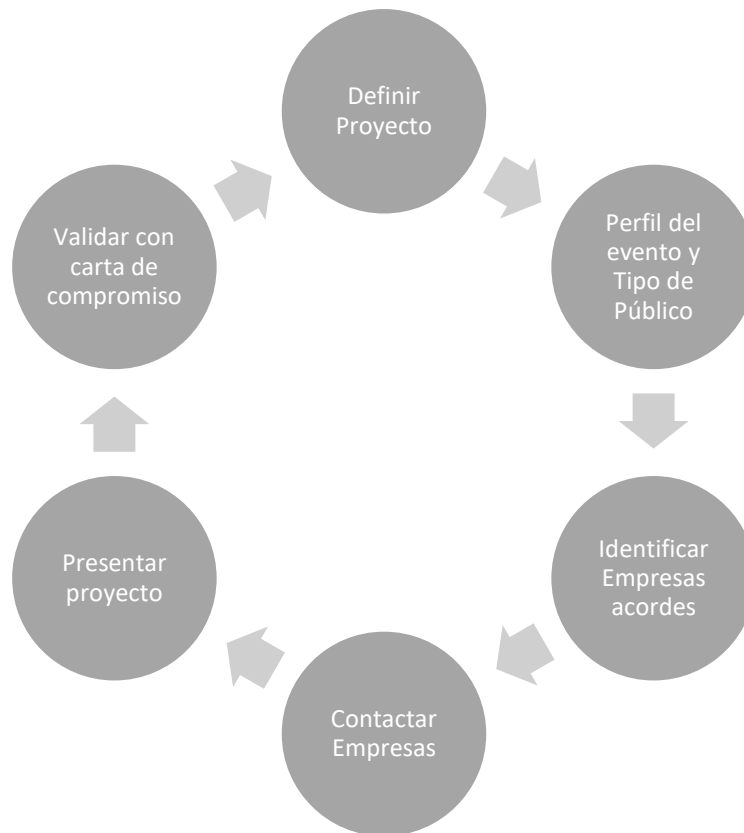 Definir
Proyecto
Perfil del
evento y
Tipo de
Público
Identificar
Empresas
acordes
Contactar
Empresas
Presentar
proyecto
Validar con
carta de
compromiso